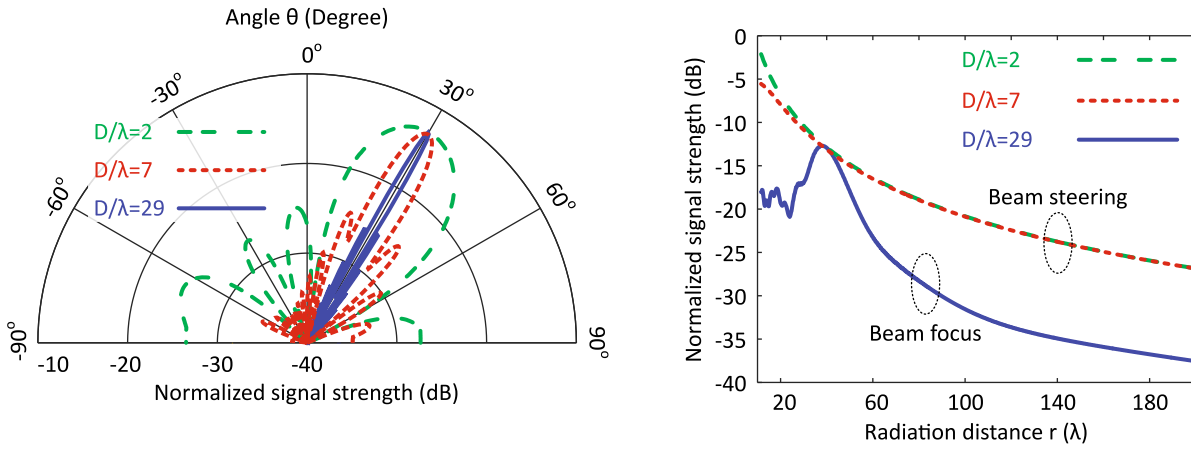 Angle θ (Degree)
0°
-30°
30°
-60°
60°
-90°
90°
D/λ=2
D/λ=7
D/λ=29
-10
-20
-30
-40
Normalized signal strength (dB)
Normalized signal strength (dB)
0
-5
-10
-15
-20
-25
-30
-35
-40
D/λ=2
D/λ=7
D/λ=29
Beam steering
Beam focus
20
60
100
140
180
Radiation distance r (λ)